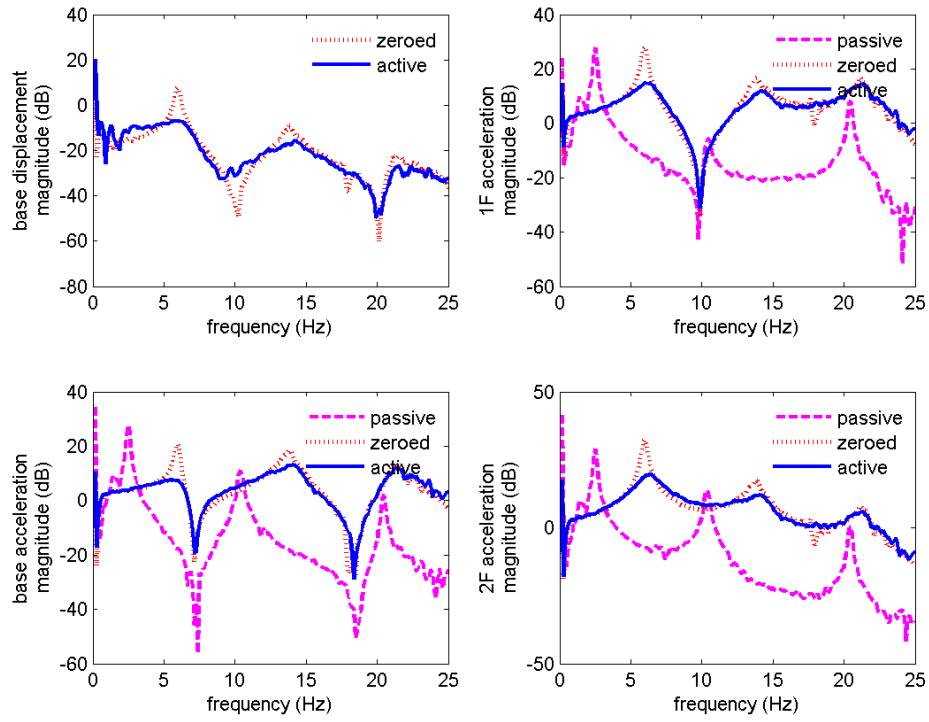 40
20
0
-20
-40
-60
-80
base displacement
magnitude (dB)
zeroed
active
0 5 10 15 20 25
frequency (Hz)
40
20
0
-20
-40
-60
1F acceleration
magnitude (dB)
passive
zeroed
active
0 5 10 15 20 25
frequency (Hz)
40
20
0
-20
-40
-60
base acceleration
magnitude (dB)
passive
zeroed
active
0 5 10 15 20 25
frequency (Hz)
50
0
-50
2F acceleration
magnitude (dB)
passive
zeroed
active
0 5 10 15 20 25
frequency (Hz)